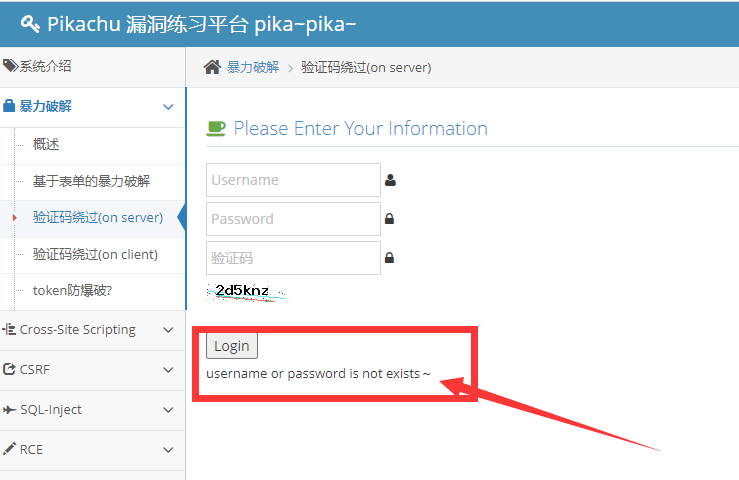 Pikachu 漏洞练习平台 pika~pika~
系统介绍
暴力破解
概述
基于表单的暴力破解
验证码绕过(on server)
验证码绕过(on client)
token防爆破?
Cross-Site Scripting
CSRF
SQL-Inject
RCE
暴力破解 > 验证码绕过(on server)
Please Enter Your Information
Username
Password
验证码
2d5knz
Login
username or password is not exists～